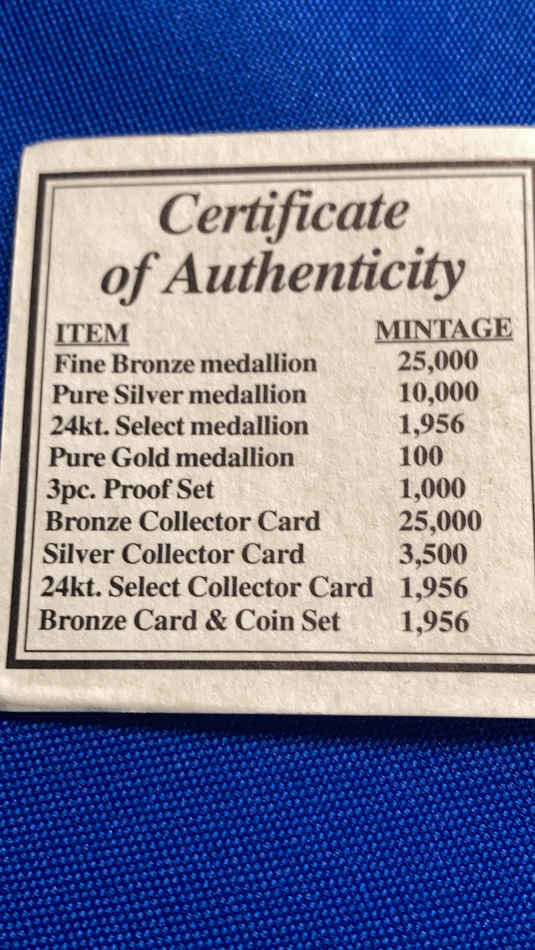 Certificate
of Authenticity
ITEM MINTAGE
Fine Bronze medallion 25,000
Pure Silver medallion 10,000
24kt. Select medallion 1,956
Pure Gold medallion 100
3pc. Proof Set 1,000
Bronze Collector Card 25,000
Silver Collector Card 3,500
24kt. Select Collector Card 1,956
Bronze Card & Coin Set 1,956